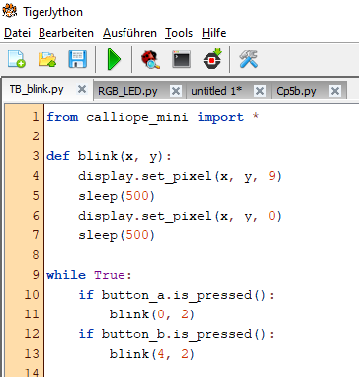 TigerJython
Datei Bearbeiten Ausführen Tools Hilfe
TB_blink.py RGB_LED.py untitled 1* Cp5b.py
1 from calliope_mini import *
2
3 def blink(x, y):
4     display.set_pixel(x, y, 9)
5     sleep(500)
6     display.set_pixel(x, y, 0)
7     sleep(500)
8
9 while True:
10     if button_a.is_pressed():
11         blink(0, 2)
12     if button_b.is_pressed():
13         blink(4, 2)
14